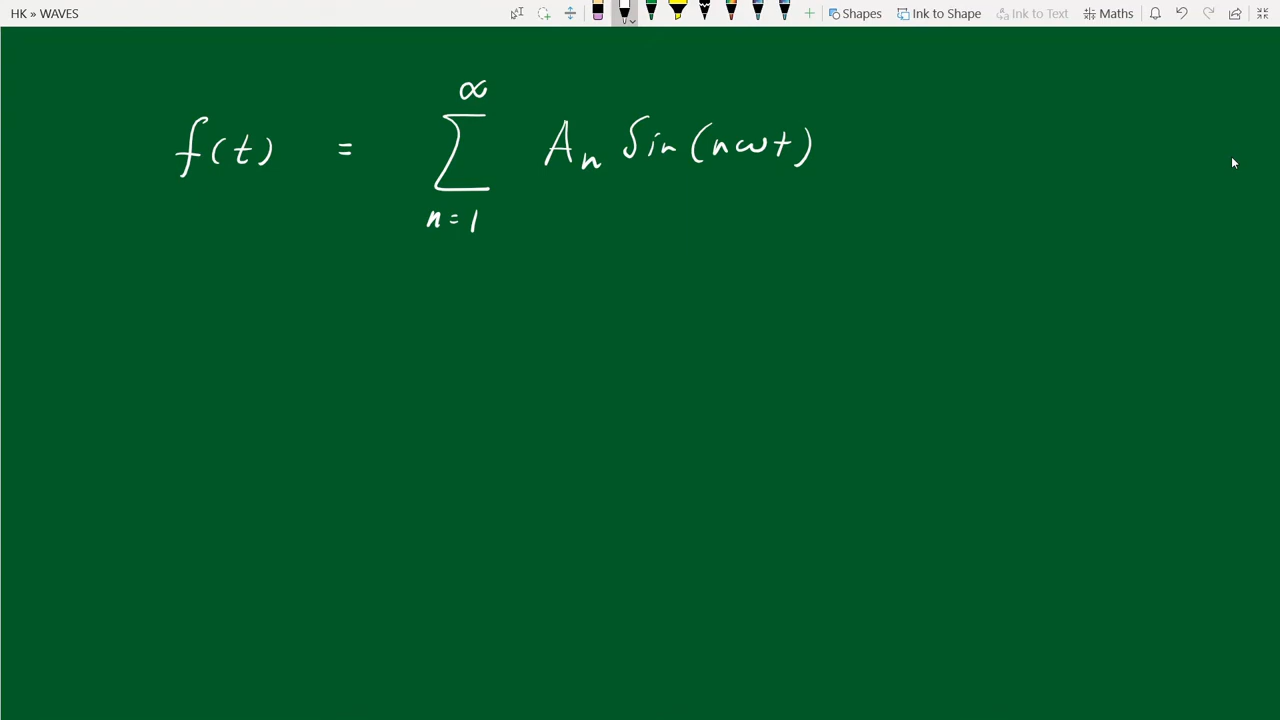 HK » WAVES Shapes Ink to Shape Ink to Text Maths
∞
f(t) = ∑ Aₙ Sin(nωt)
n=1